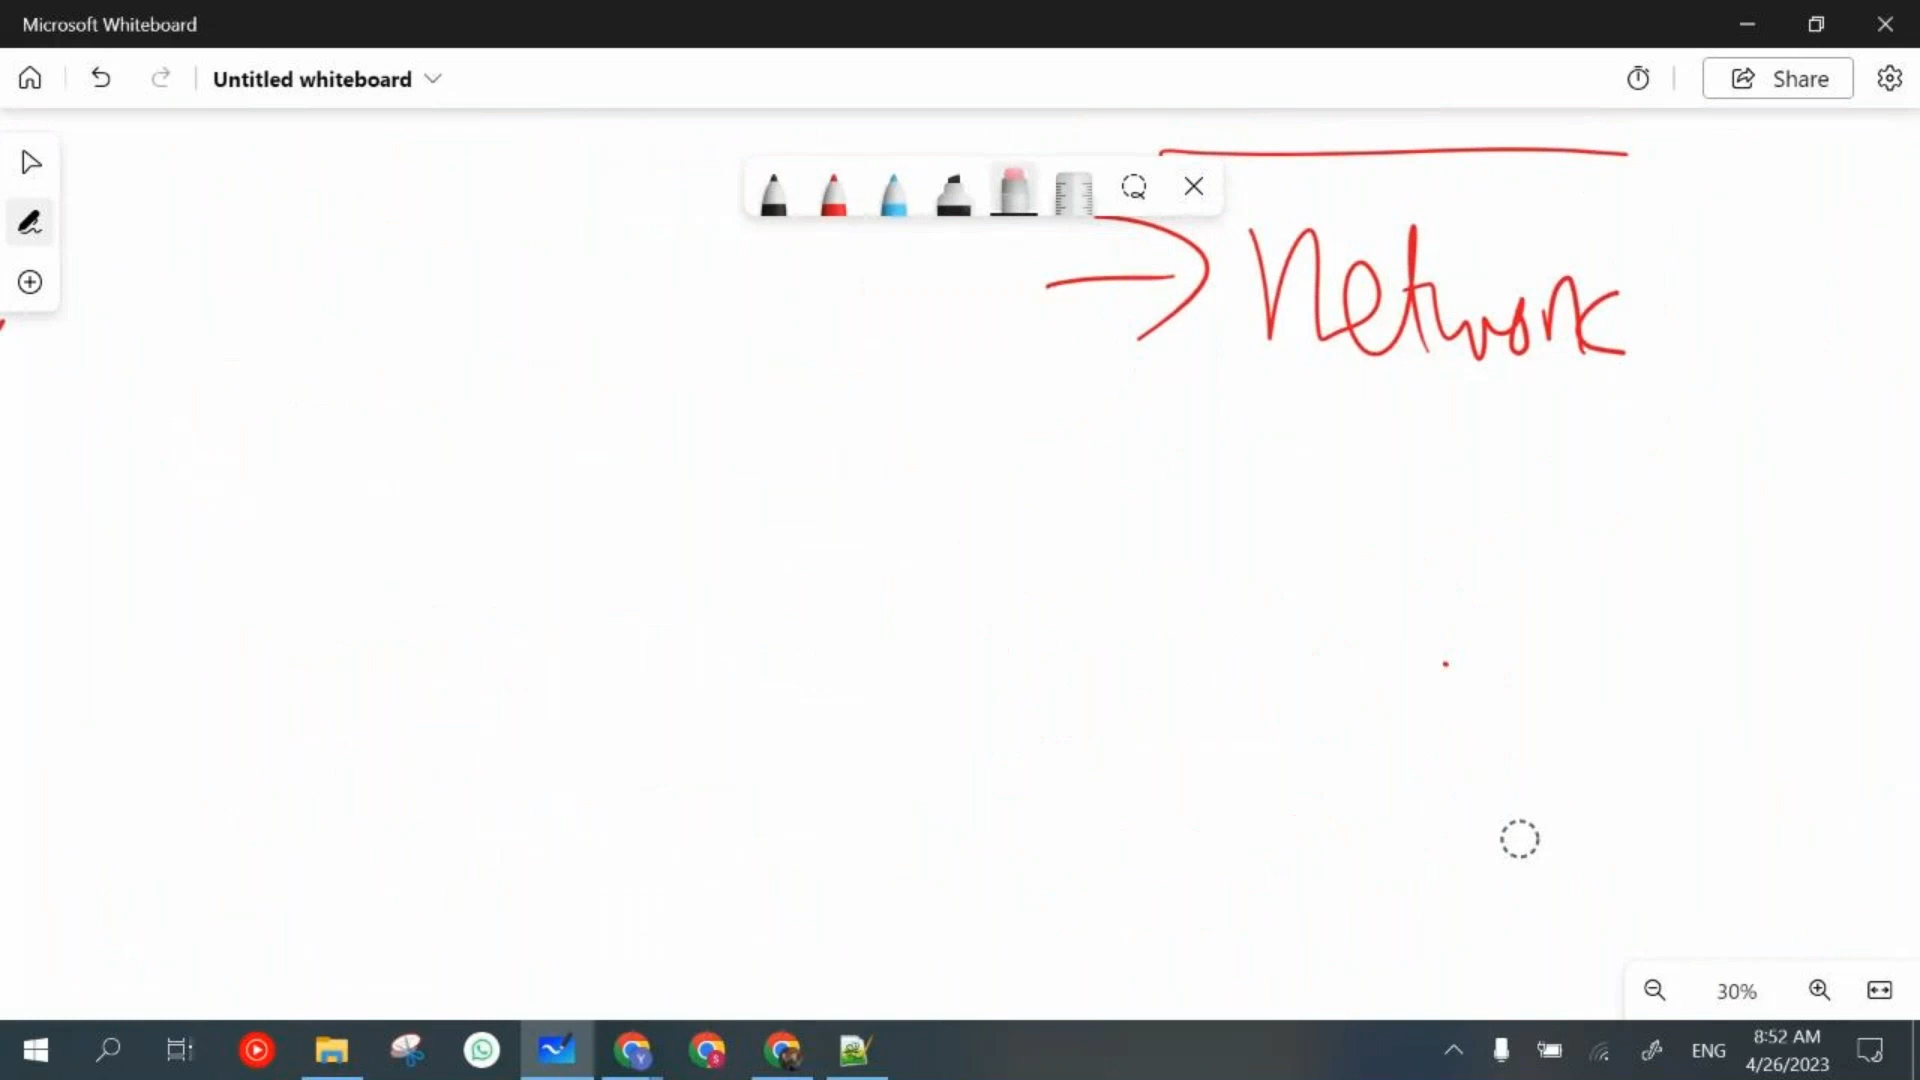 Microsoft Whiteboard
Untitled whiteboard
Share
Network
30%
ENG
8:52 AM
4/26/2023